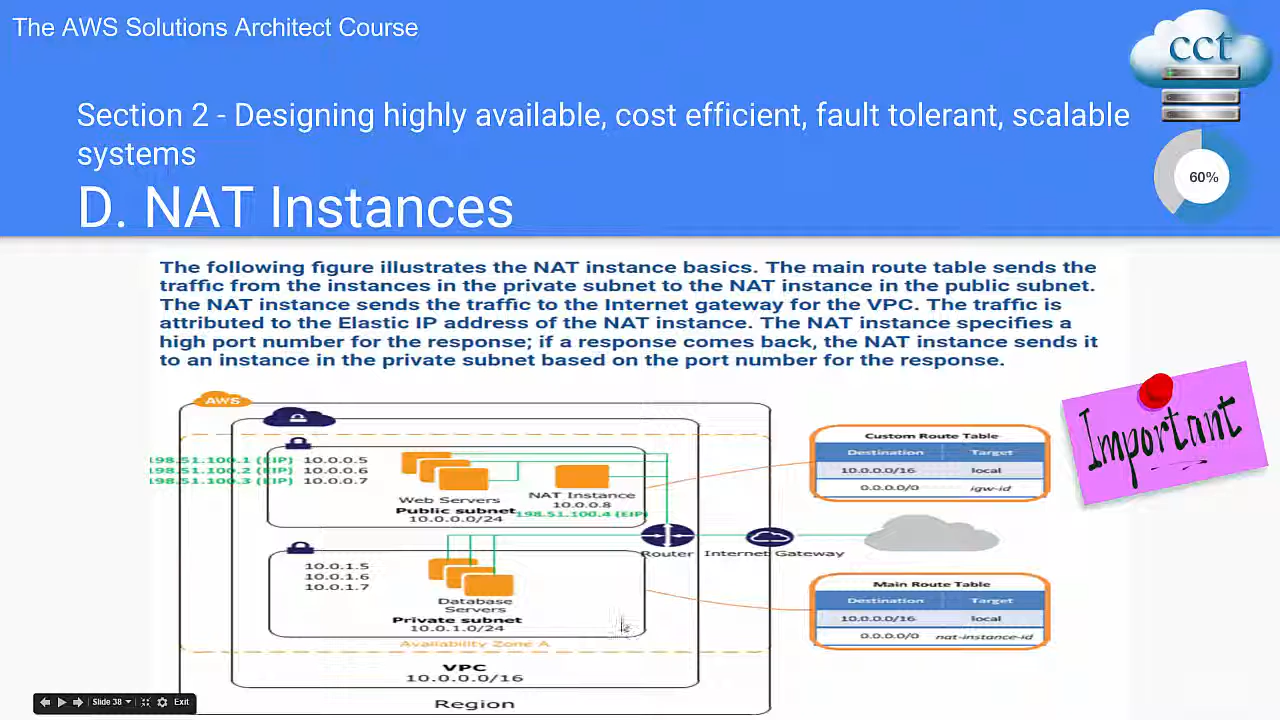 The AWS Solutions Architect Course
cct
Section 2 - Designing highly available, cost efficient, fault tolerant, scalable
systems
60%
D. NAT Instances
The following figure illustrates the NAT instance basics. The main route table sends the
traffic from the instances in the private subnet to the NAT instance in the public subnet.
The NAT instance sends the traffic to the Internet gateway for the VPC. The traffic is
attributed to the Elastic IP address of the NAT instance. The NAT instance specifies a
high port number for the response; if a response comes back, the NAT instance sends it
to an instance in the private subnet based on the port number for the response.
Important
AWS
198.51.100.1 (EIP) 10.0.0.5
198.51.100.2 (EIP) 10.0.0.6
198.51.100.3 (EIP) 10.0.0.7
Web Servers
Public subnet
10.0.0.0/24
NAT Instance
10.0.0.8
198.51.100.4 (EIP)
Custom Route Table
Destination Target
10.0.0.0/16 local
0.0.0.0/0 igw-id
Router
Internet Gateway
10.0.1.5
10.0.1.6
10.0.1.7
Database
Servers
Private subnet
10.0.1.0/24
Main Route Table
Destination Target
10.0.0.0/16 local
0.0.0.0/0 nat-instance-id
Availability Zone A
VPC
10.0.0.0/16
Region
Slide 38
Exit